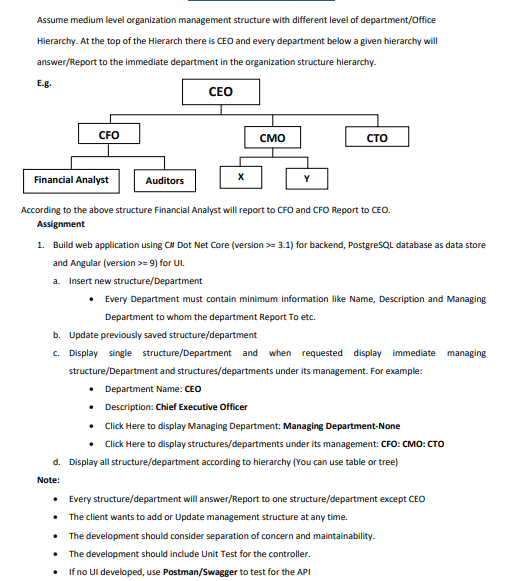 Assume medium level organization management structure with different level of department/Office
Hierarchy. At the top of the Hierarch there is CEO and every department below a given hierarchy will
answer/Report to the immediate department in the organization structure hierarchy.
E.g.
CEO
CFO
CMO
CTO
Financial Analyst
Auditors
X
Y
According to the above structure Financial Analyst will report to CFO and CFO Report to CEO.
Assignment
1. Build web application using C# Dot Net Core (version >= 3.1) for backend, PostgreSQL database as data store
and Angular (version >= 9) for UI.
a. Insert new structure/Department
• Every Department must contain minimum information like Name, Description and Managing
Department to whom the department Report To etc.
b. Update previously saved structure/department
c. Display single structure/Department and when requested display immediate managing
structure/Department and structures/departments under its management. For example:
• Department Name: CEO
• Description: Chief Executive Officer
• Click Here to display Managing Department: Managing Department-None
• Click Here to display structures/departments under its management: CFO: CMO: CTO
d. Display all structure/department according to hierarchy (You can use table or tree)
Note:
• Every structure/department will answer/Report to one structure/department except CEO
• The client wants to add or Update management structure at any time.
• The development should consider separation of concern and maintainability.
• The development should include Unit Test for the controller.
• If no UI developed, use Postman/Swagger to test for the API